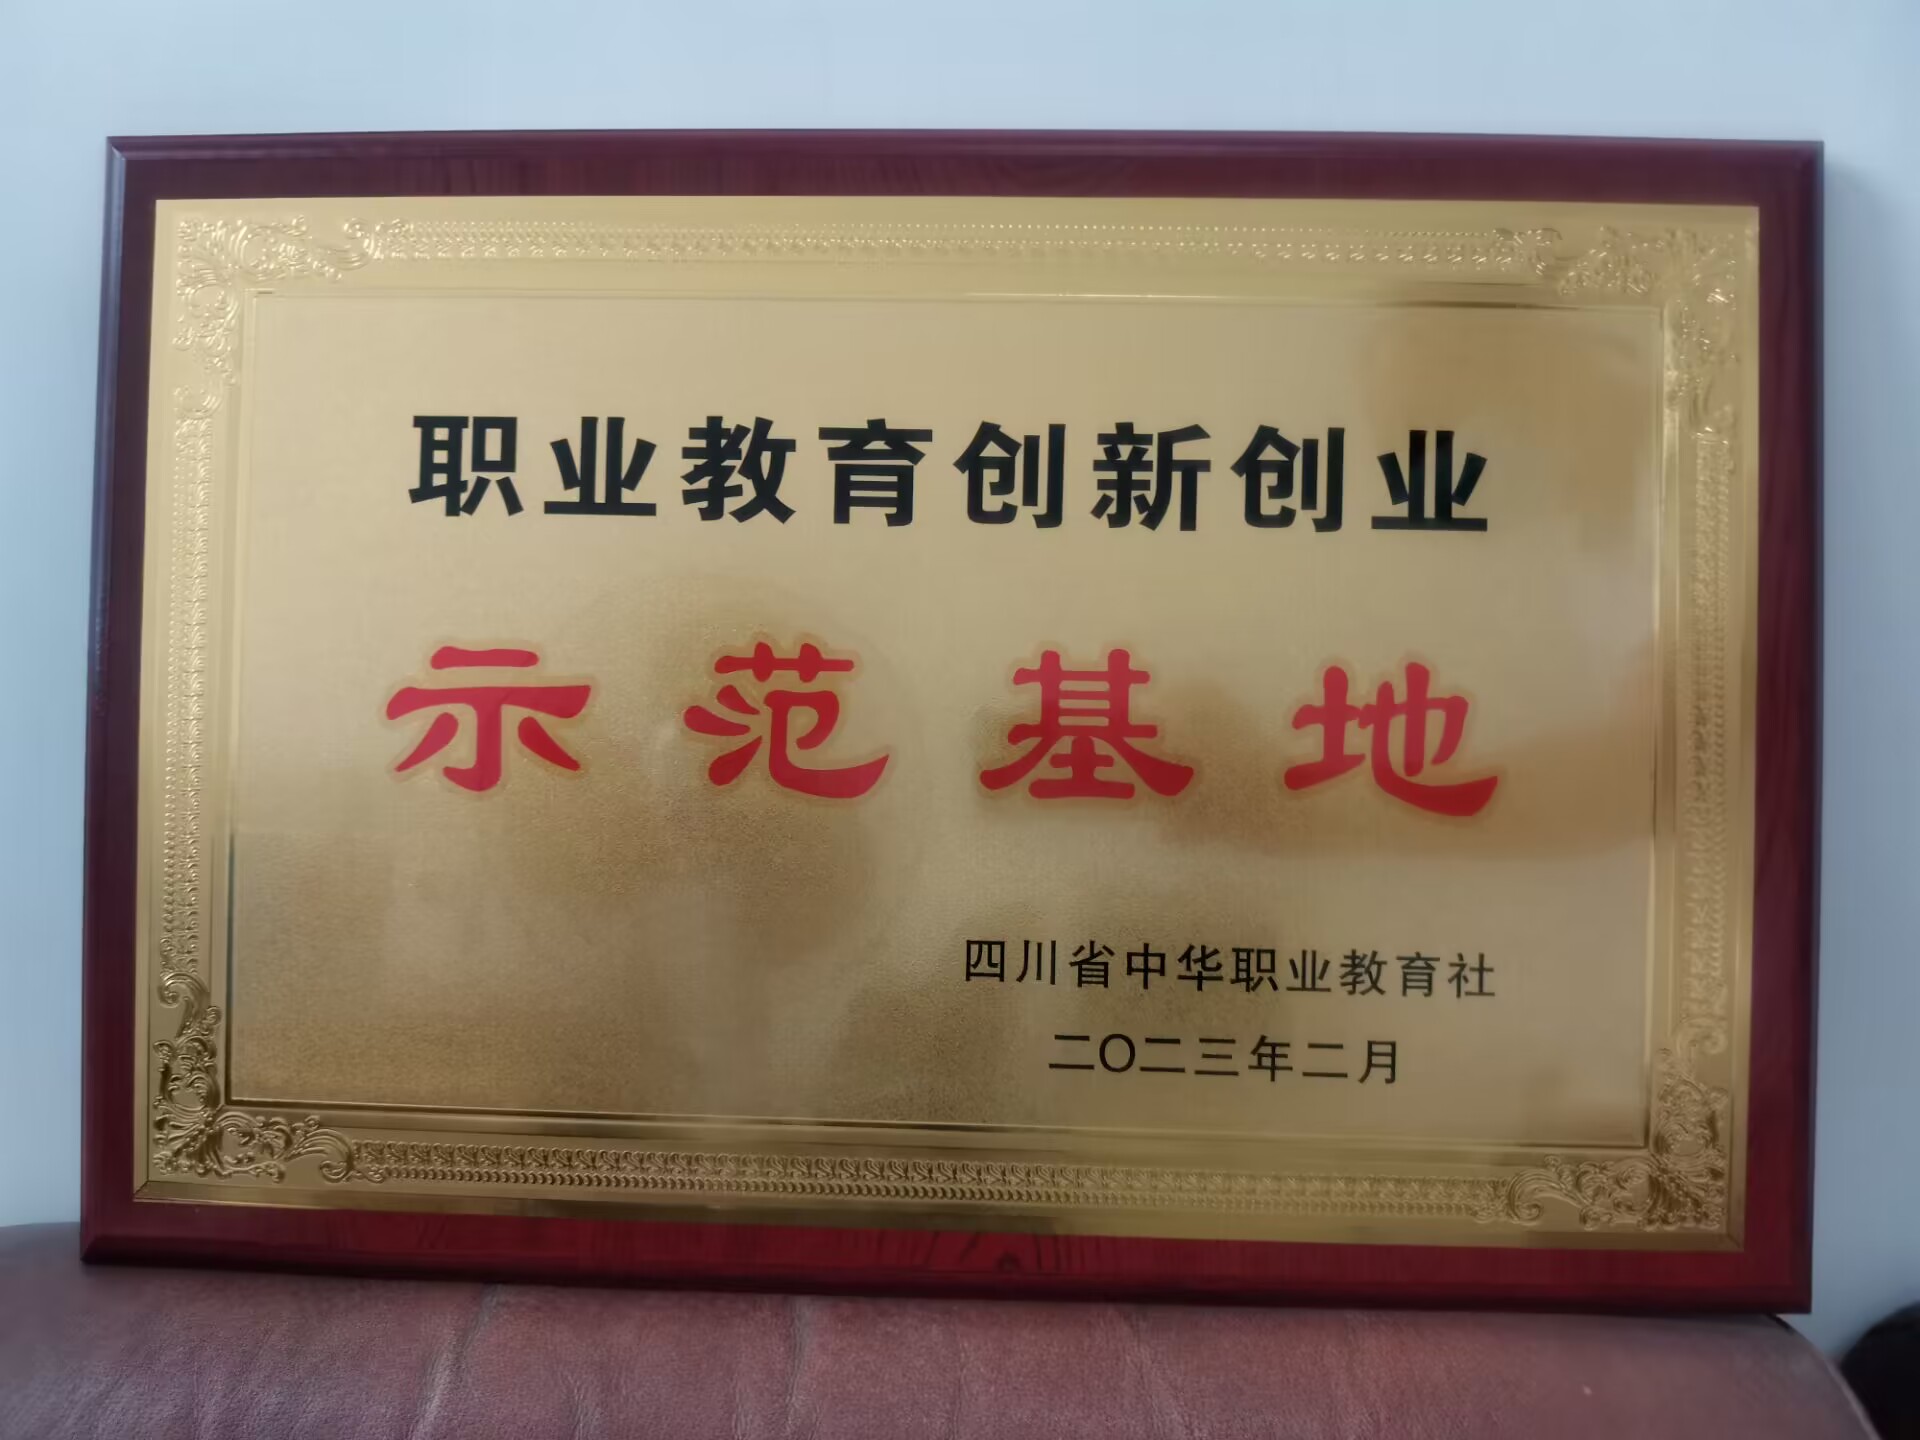 职业教育创新创业
示范基地
四川省中华职业教育社
二〇二三年二月